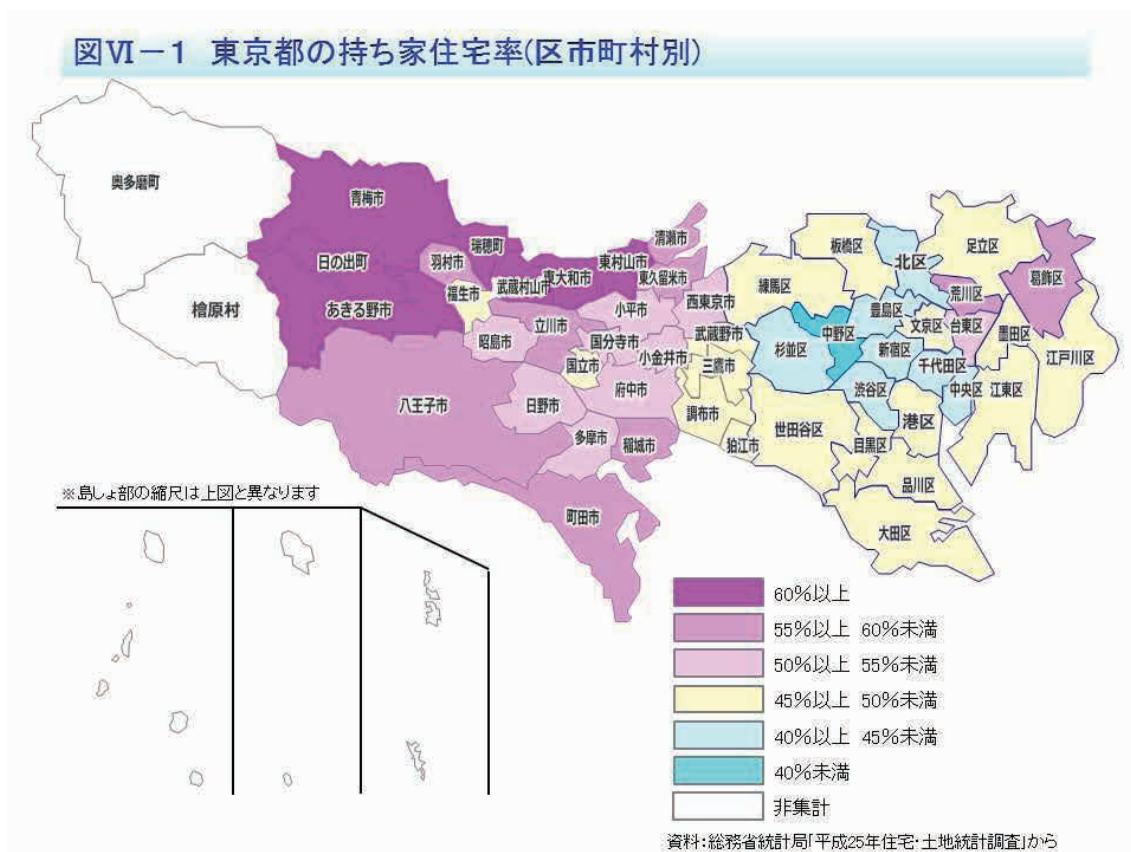 図Ⅵ－1 東京都の持ち家住宅率(区市町村別)
奥多摩町
青梅市
日の出町
檜原村
あきる野市
瑞穂町
羽村市
福生市
武蔵村山市
東大和市
東村山市
清瀬市
東久留米市
西東京市
小平市
立川市
昭島市
国分寺市
小金井市
武蔵野市
国立市
三鷹市
八王子市
日野市
府中市
調布市
多摩市
稲城市
狛江市
町田市
板橋区
北区
足立区
葛飾区
練馬区
荒川区
豊島区
文京区
台東区
墨田区
江戸川区
杉並区
中野区
新宿区
千代田区
渋谷区
中央区
江東区
港区
世田谷区
目黒区
品川区
大田区
※島しょ部の縮尺は上図と異なります
60%以上
55%以上 60%未満
50%以上 55%未満
45%以上 50%未満
40%以上 45%未満
40%未満
非集計
資料：総務省統計局「平成25年住宅・土地統計調査」から